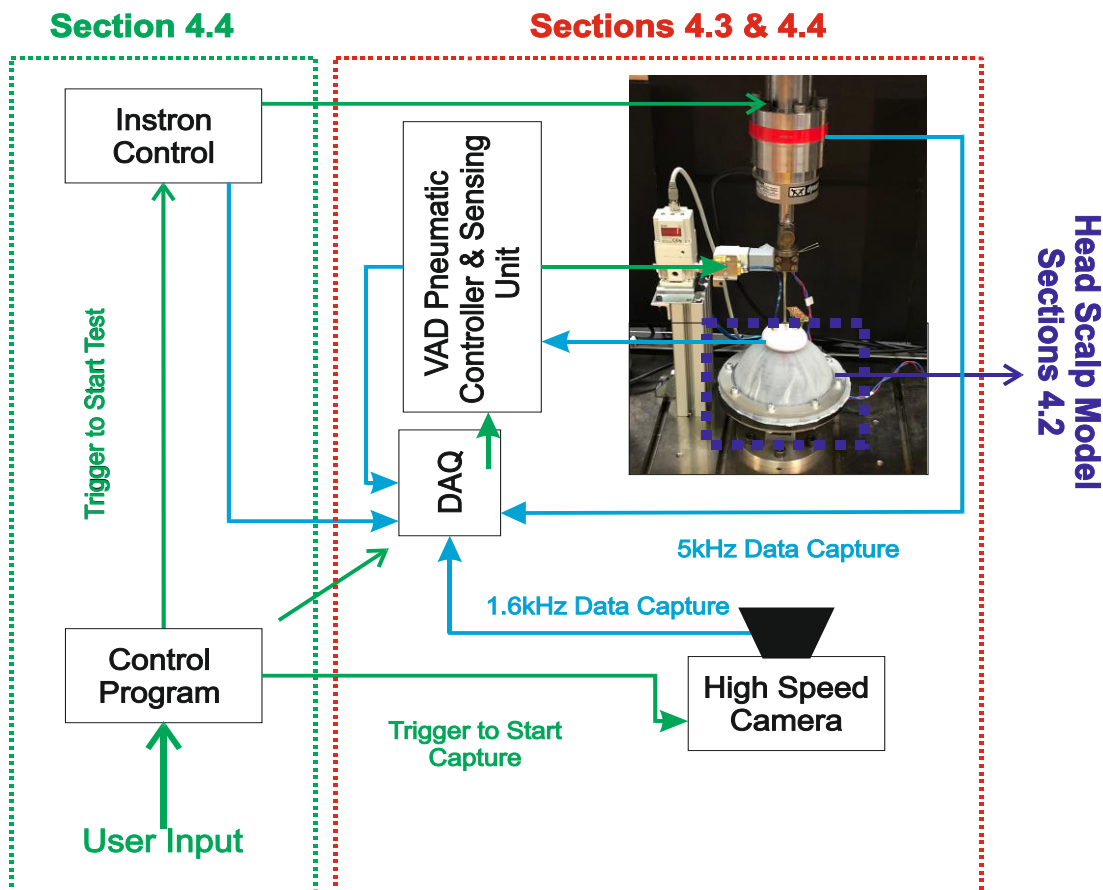 Section 4.4
Sections 4.3 & 4.4
Instron
Control
VAD Pneumatic
Controller & Sensing
Unit
Head Scalp Model
Sections 4.2
Trigger to Start Test
DAQ
5kHz Data Capture
1.6kHz Data Capture
Control
Program
High Speed
Camera
Trigger to Start
Capture
User Input